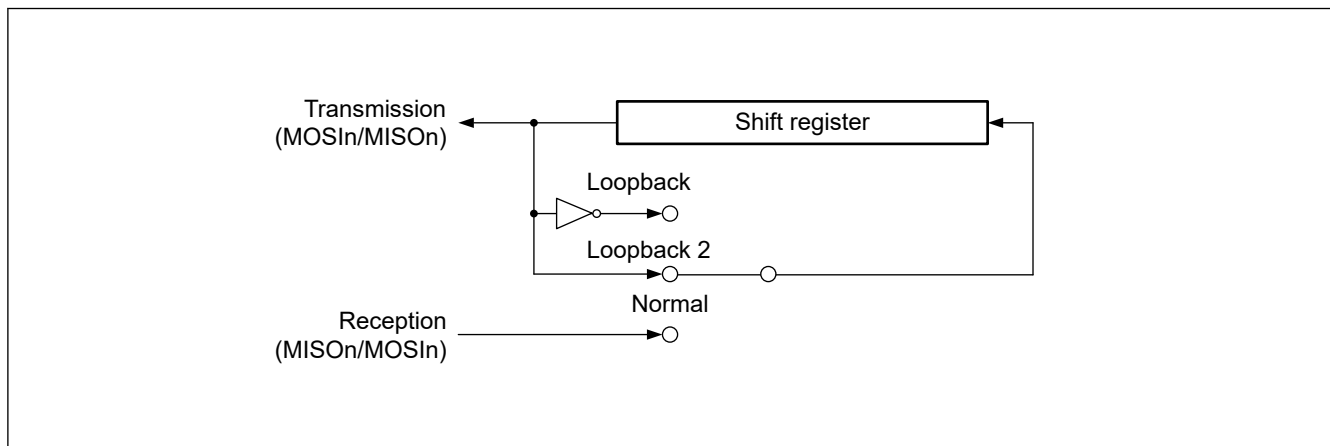 Transmission
(MOSIn/MISOn)
Shift register
Loopback
Loopback 2
Normal
Reception
(MISOn/MOSIn)